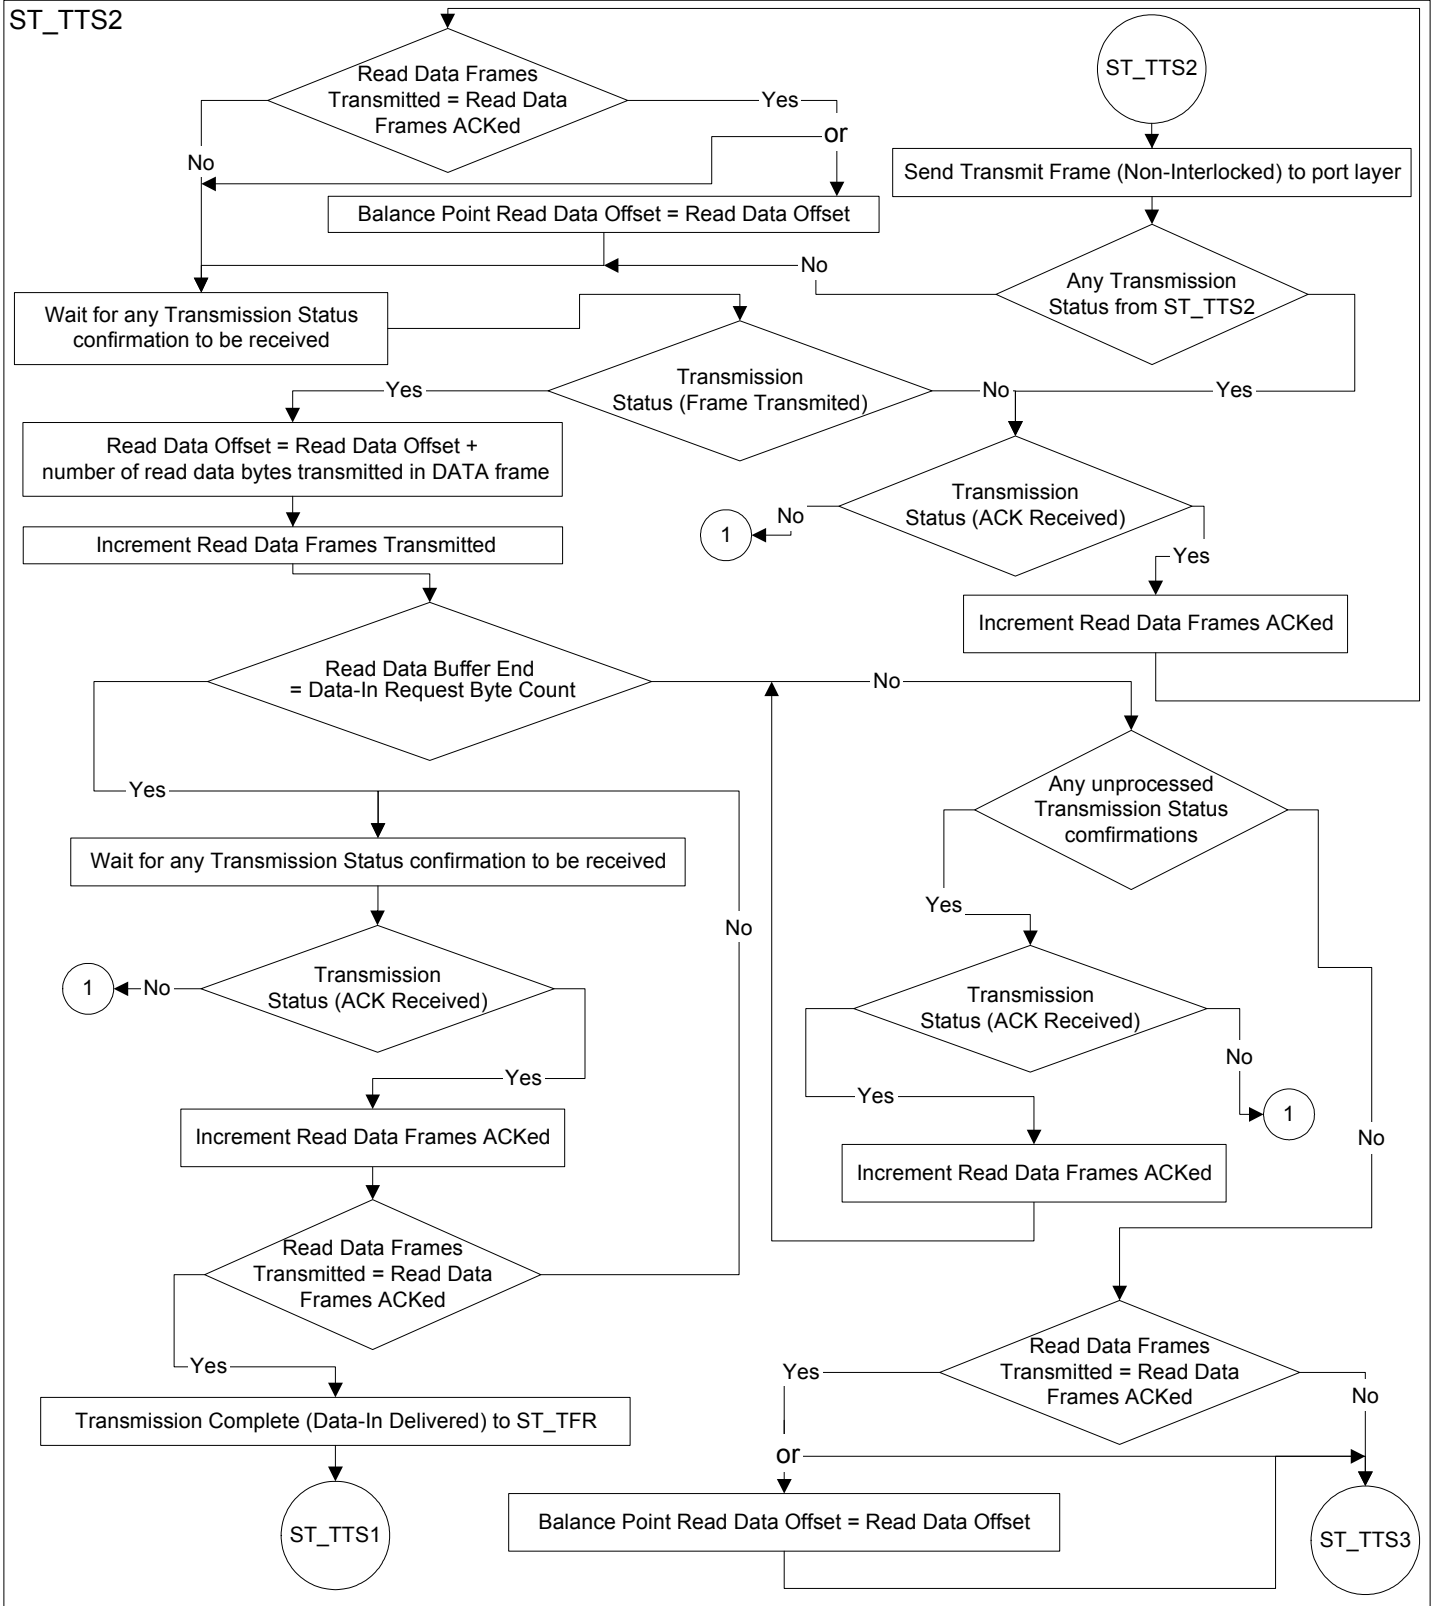 ST_TTS2
Read Data Frames
Transmitted = Read Data
Frames ACKed
Yes
or
No
Balance Point Read Data Offset = Read Data Offset
ST_TTS2
Send Transmit Frame (Non-Interlocked) to port layer
Any Transmission
Status from ST_TTS2
No
Yes
Wait for any Transmission Status
confirmation to be received
Transmission
Status (Frame Transmited)
Yes
No
Read Data Offset = Read Data Offset +
number of read data bytes transmitted in DATA frame
Increment Read Data Frames Transmitted
Transmission
Status (ACK Received)
No
1
Yes
Increment Read Data Frames ACKed
Read Data Buffer End
= Data-In Request Byte Count
No
Yes
Any unprocessed
Transmission Status
comfirmations
Yes
No
Wait for any Transmission Status confirmation to be received
No
Transmission
Status (ACK Received)
No
1
Yes
Increment Read Data Frames ACKed
Transmission
Status (ACK Received)
Yes
No
1
Increment Read Data Frames ACKed
Read Data Frames
Transmitted = Read Data
Frames ACKed
Yes
Transmission Complete (Data-In Delivered) to ST_TFR
ST_TTS1
Read Data Frames
Transmitted = Read Data
Frames ACKed
Yes
No
or
Balance Point Read Data Offset = Read Data Offset
ST_TTS3